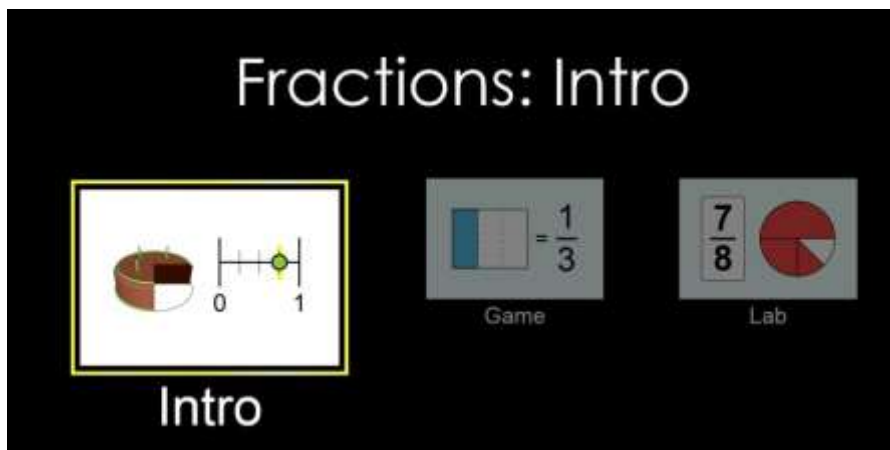 Fractions: Intro
0 1
Intro
= 1/3
Game
7/8
Lab